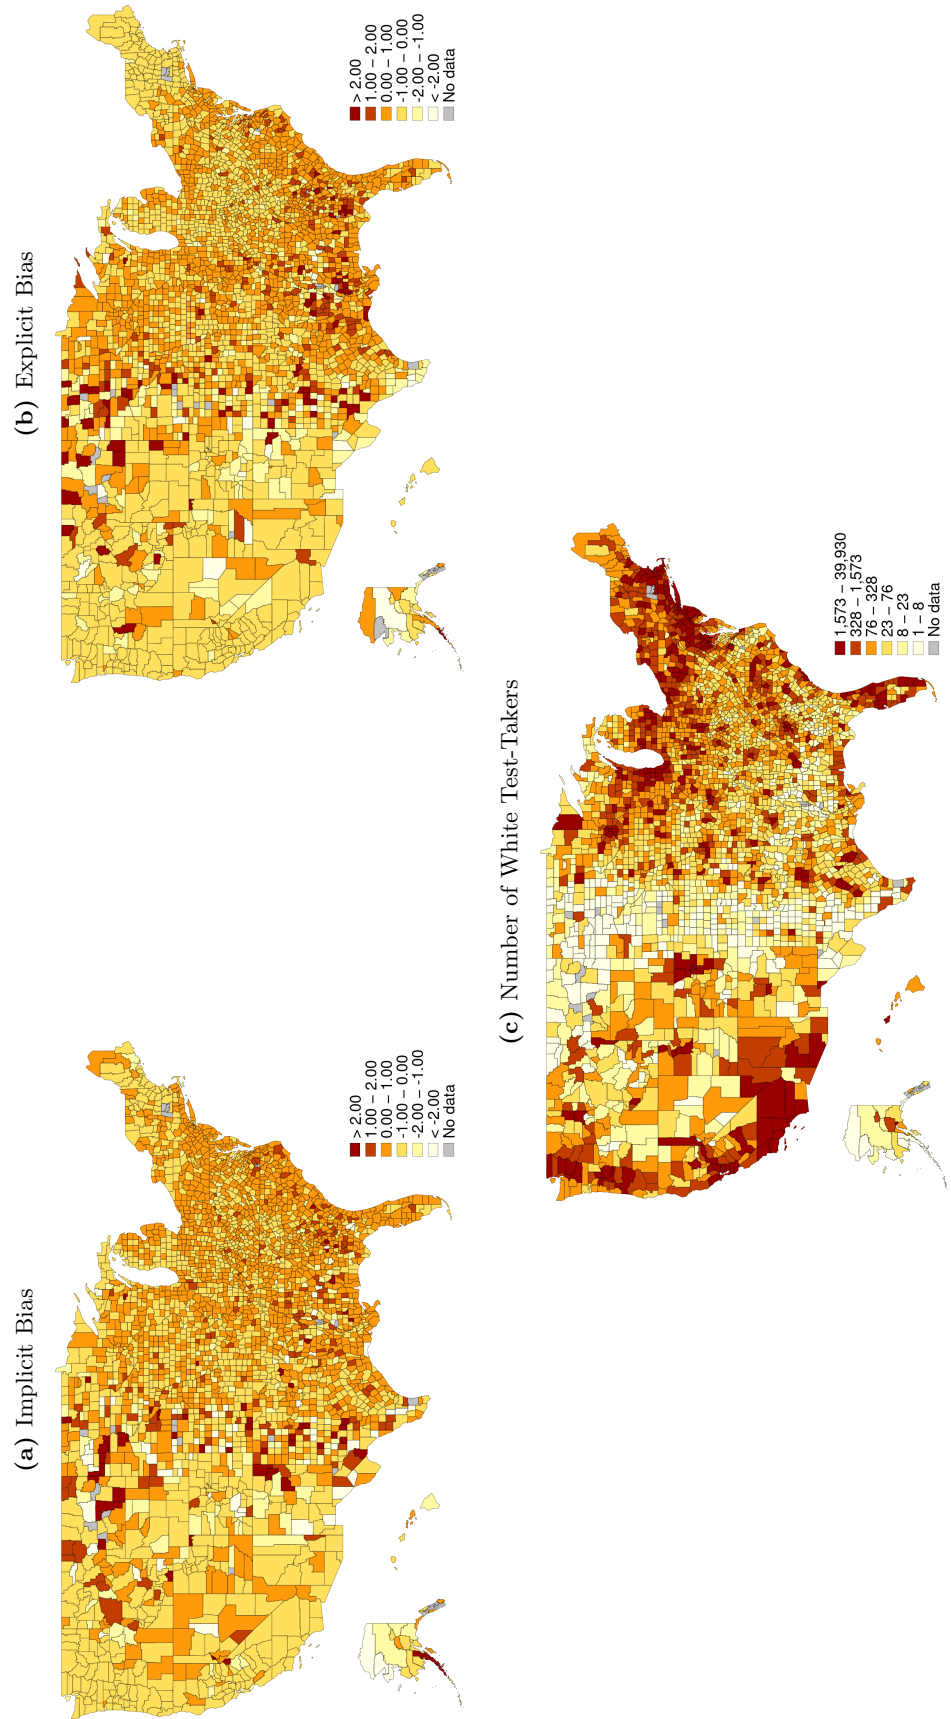 (a) Implicit Bias
> 2.00
1.00 – 2.00
0.00 – 1.00
-1.00 – 0.00
-2.00 – -1.00
< -2.00
No data
(b) Explicit Bias
> 2.00
1.00 – 2.00
0.00 – 1.00
-1.00 – 0.00
-2.00 – -1.00
< -2.00
No data
(c) Number of White Test-Takers
1,573 – 39,930
328 – 1,573
76 – 328
23 – 76
8 – 23
1 – 8
No data